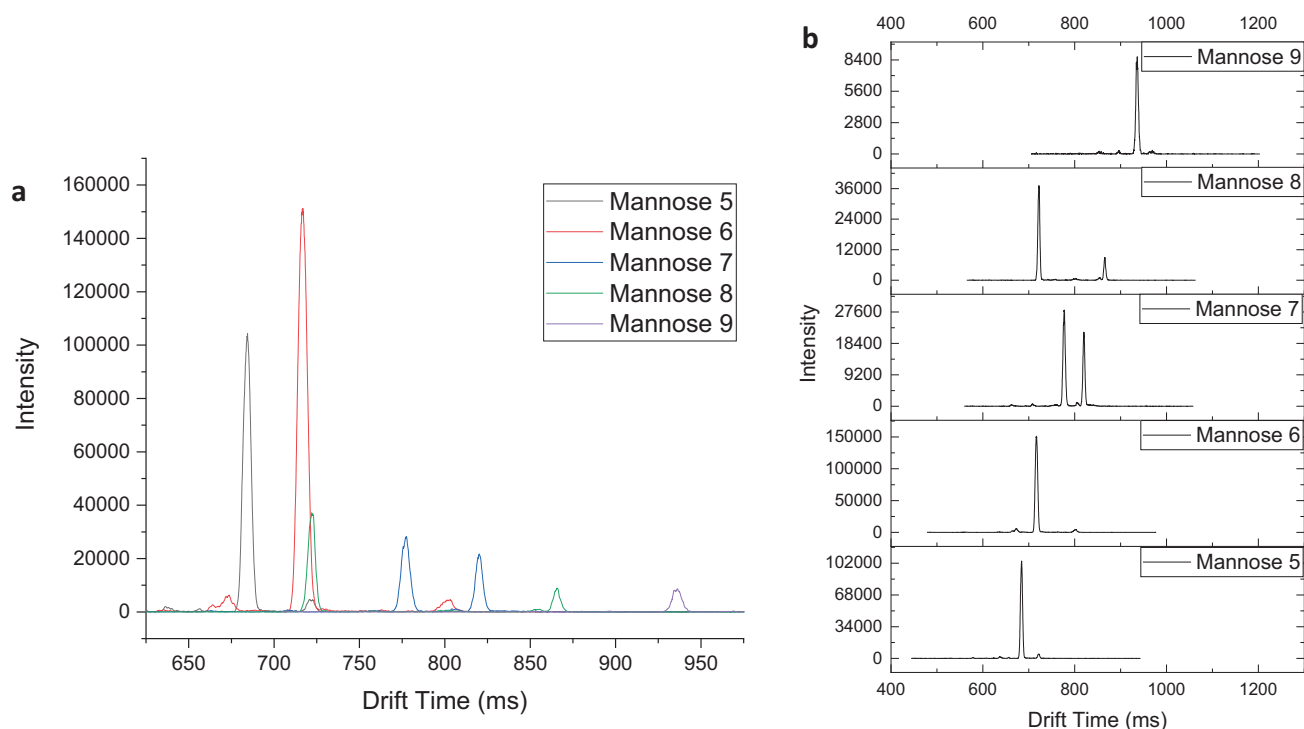 a
Intensity
160000
140000
120000
100000
80000
60000
40000
20000
0
Mannose 5
Mannose 6
Mannose 7
Mannose 8
Mannose 9
650 700 750 800 850 900 950
Drift Time (ms)
b
400 600 800 1000 1200
Intensity
Mannose 9
8400
5600
2800
0
Mannose 8
36000
24000
12000
0
Mannose 7
27600
18400
9200
0
Mannose 6
150000
100000
50000
0
Mannose 5
102000
68000
34000
0
400 600 800 1000 1200
Drift Time (ms)